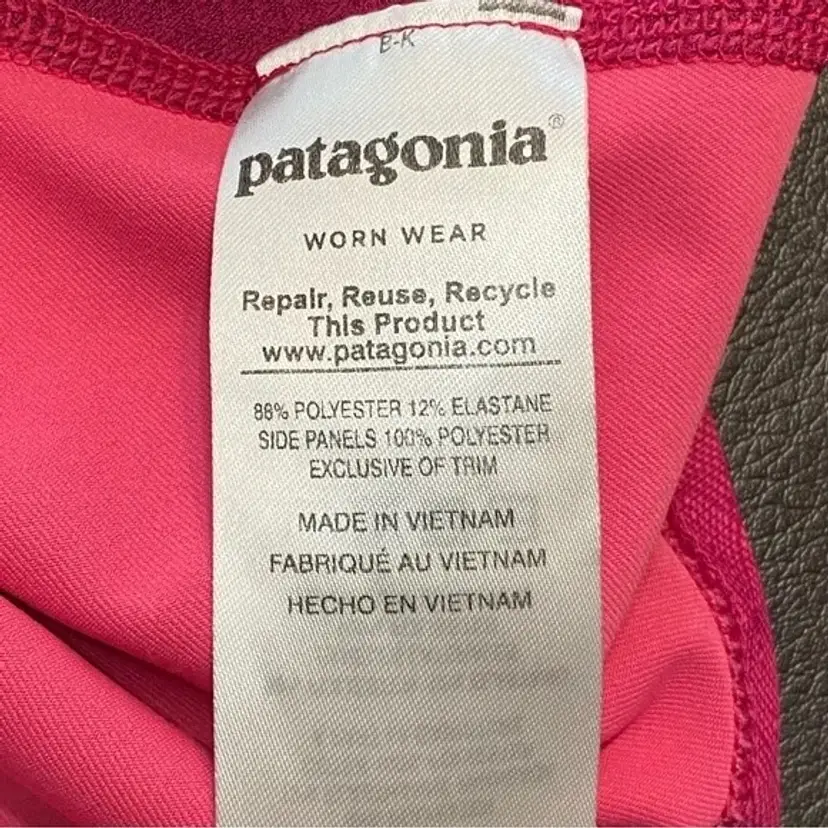 B-K
patagonia®
WORN WEAR
Repair, Reuse, Recycle
This Product
www.patagonia.com
88% POLYESTER 12% ELASTANE
SIDE PANELS 100% POLYESTER
EXCLUSIVE OF TRIM
MADE IN VIETNAM
FABRIQUÉ AU VIETNAM
HECHO EN VIETNAM